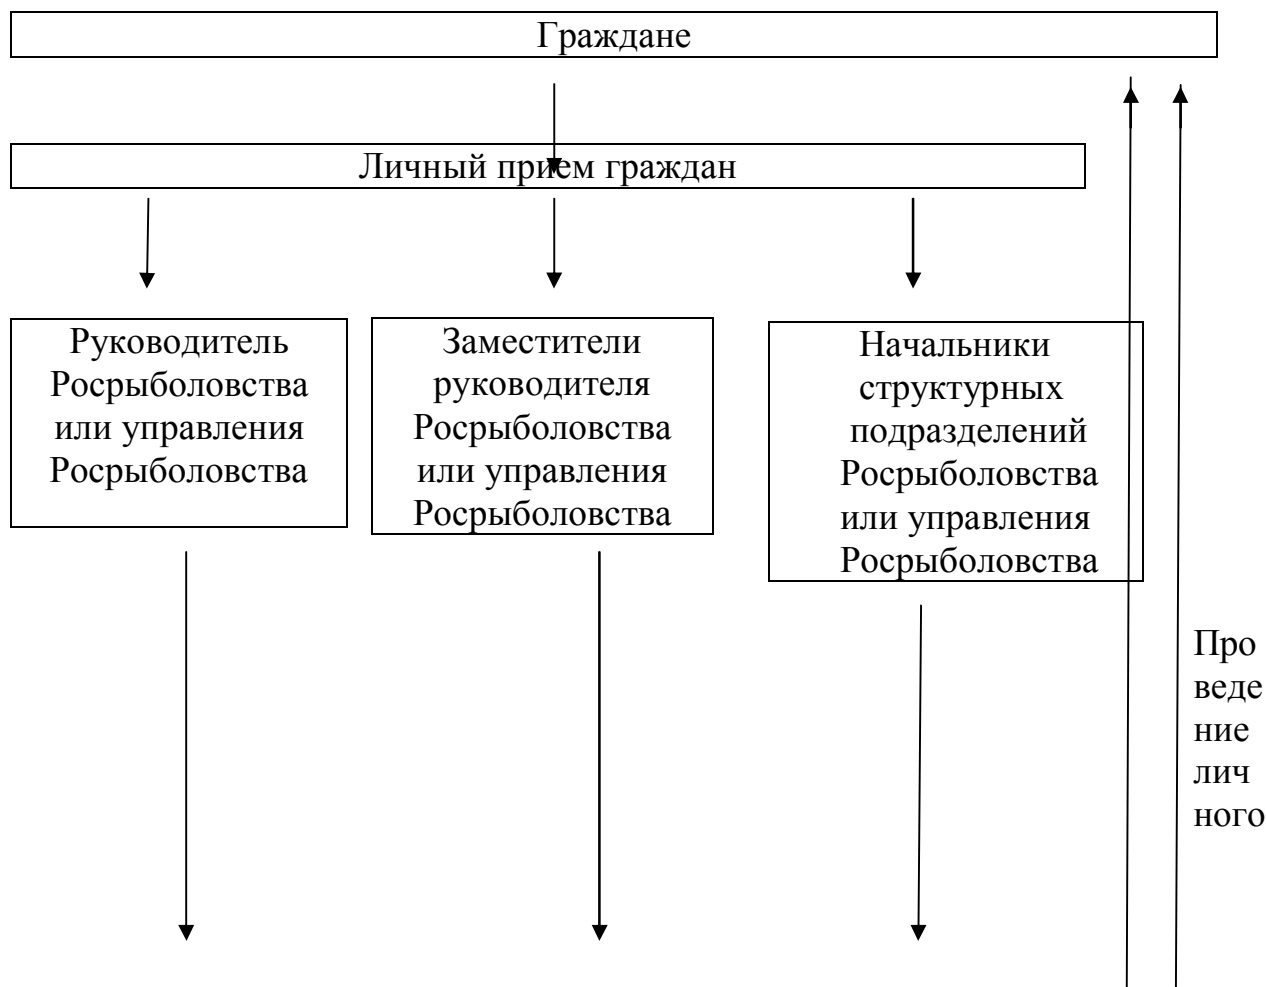 Граждане
Личный прием граждан
Руководитель
Росрыболовства
или управления
Росрыболовства
Заместители
руководителя
Росрыболовства
или управления
Росрыболовства
Начальники
структурных
подразделений
Росрыболовства
или управления
Росрыболовства
Про
веде
ние
лич
ного